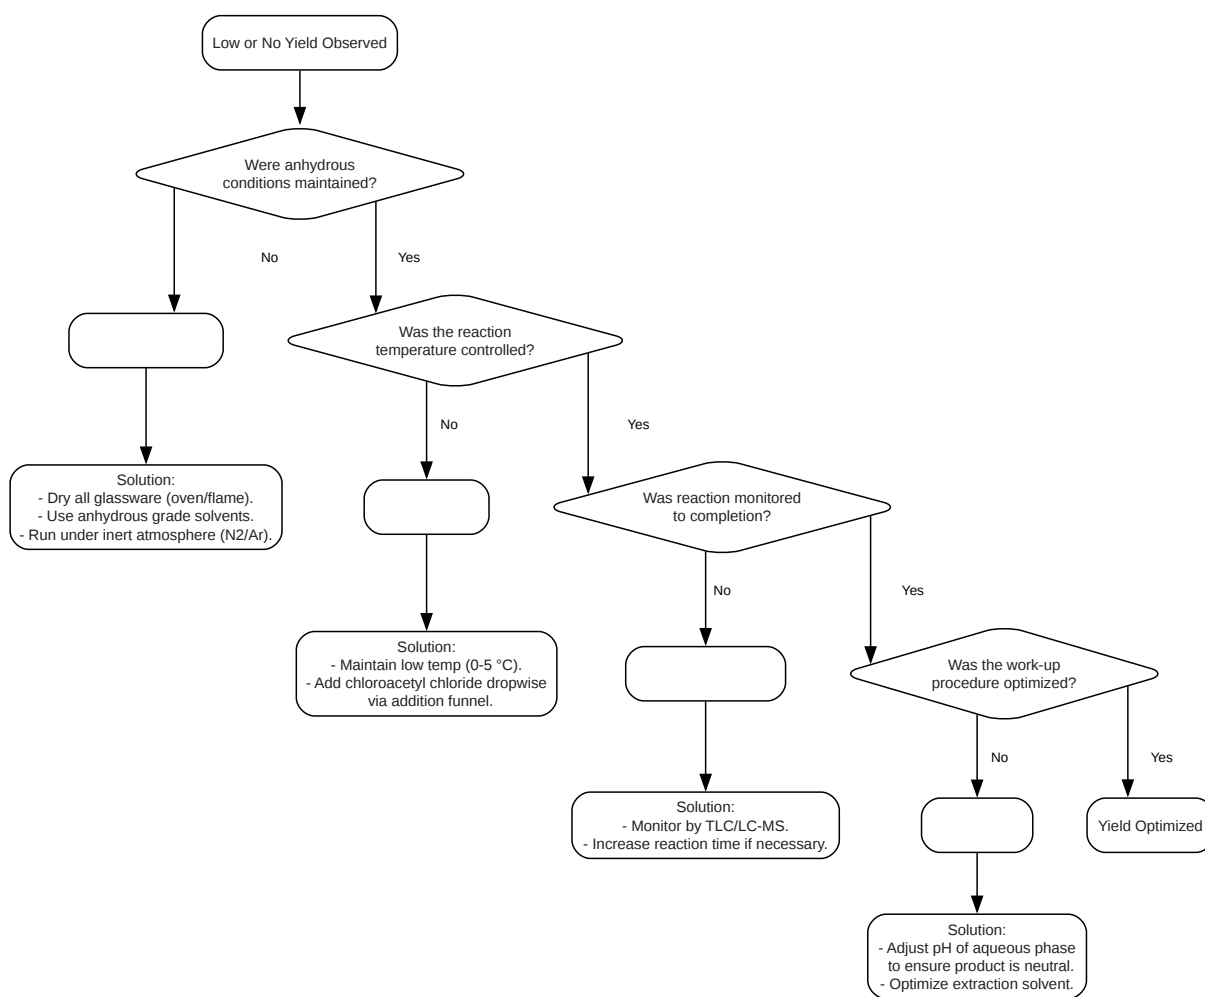 Low or No Yield Observed
Were anhydrous
conditions maintained?
No
Yes
Was the reaction
temperature controlled?
No
Yes
Solution:
- Dry all glassware (oven/flame).
- Use anhydrous grade solvents.
- Run under inert atmosphere (N2/Ar).
Was reaction monitored
to completion?
No
Yes
Solution:
- Maintain low temp (0-5 °C).
- Add chloroacetyl chloride dropwise
via addition funnel.
Was the work-up
procedure optimized?
No
Yes
Solution:
- Monitor by TLC/LC-MS.
- Increase reaction time if necessary.
Yield Optimized
Solution:
- Adjust pH of aqueous phase
to ensure product is neutral.
- Optimize extraction solvent.